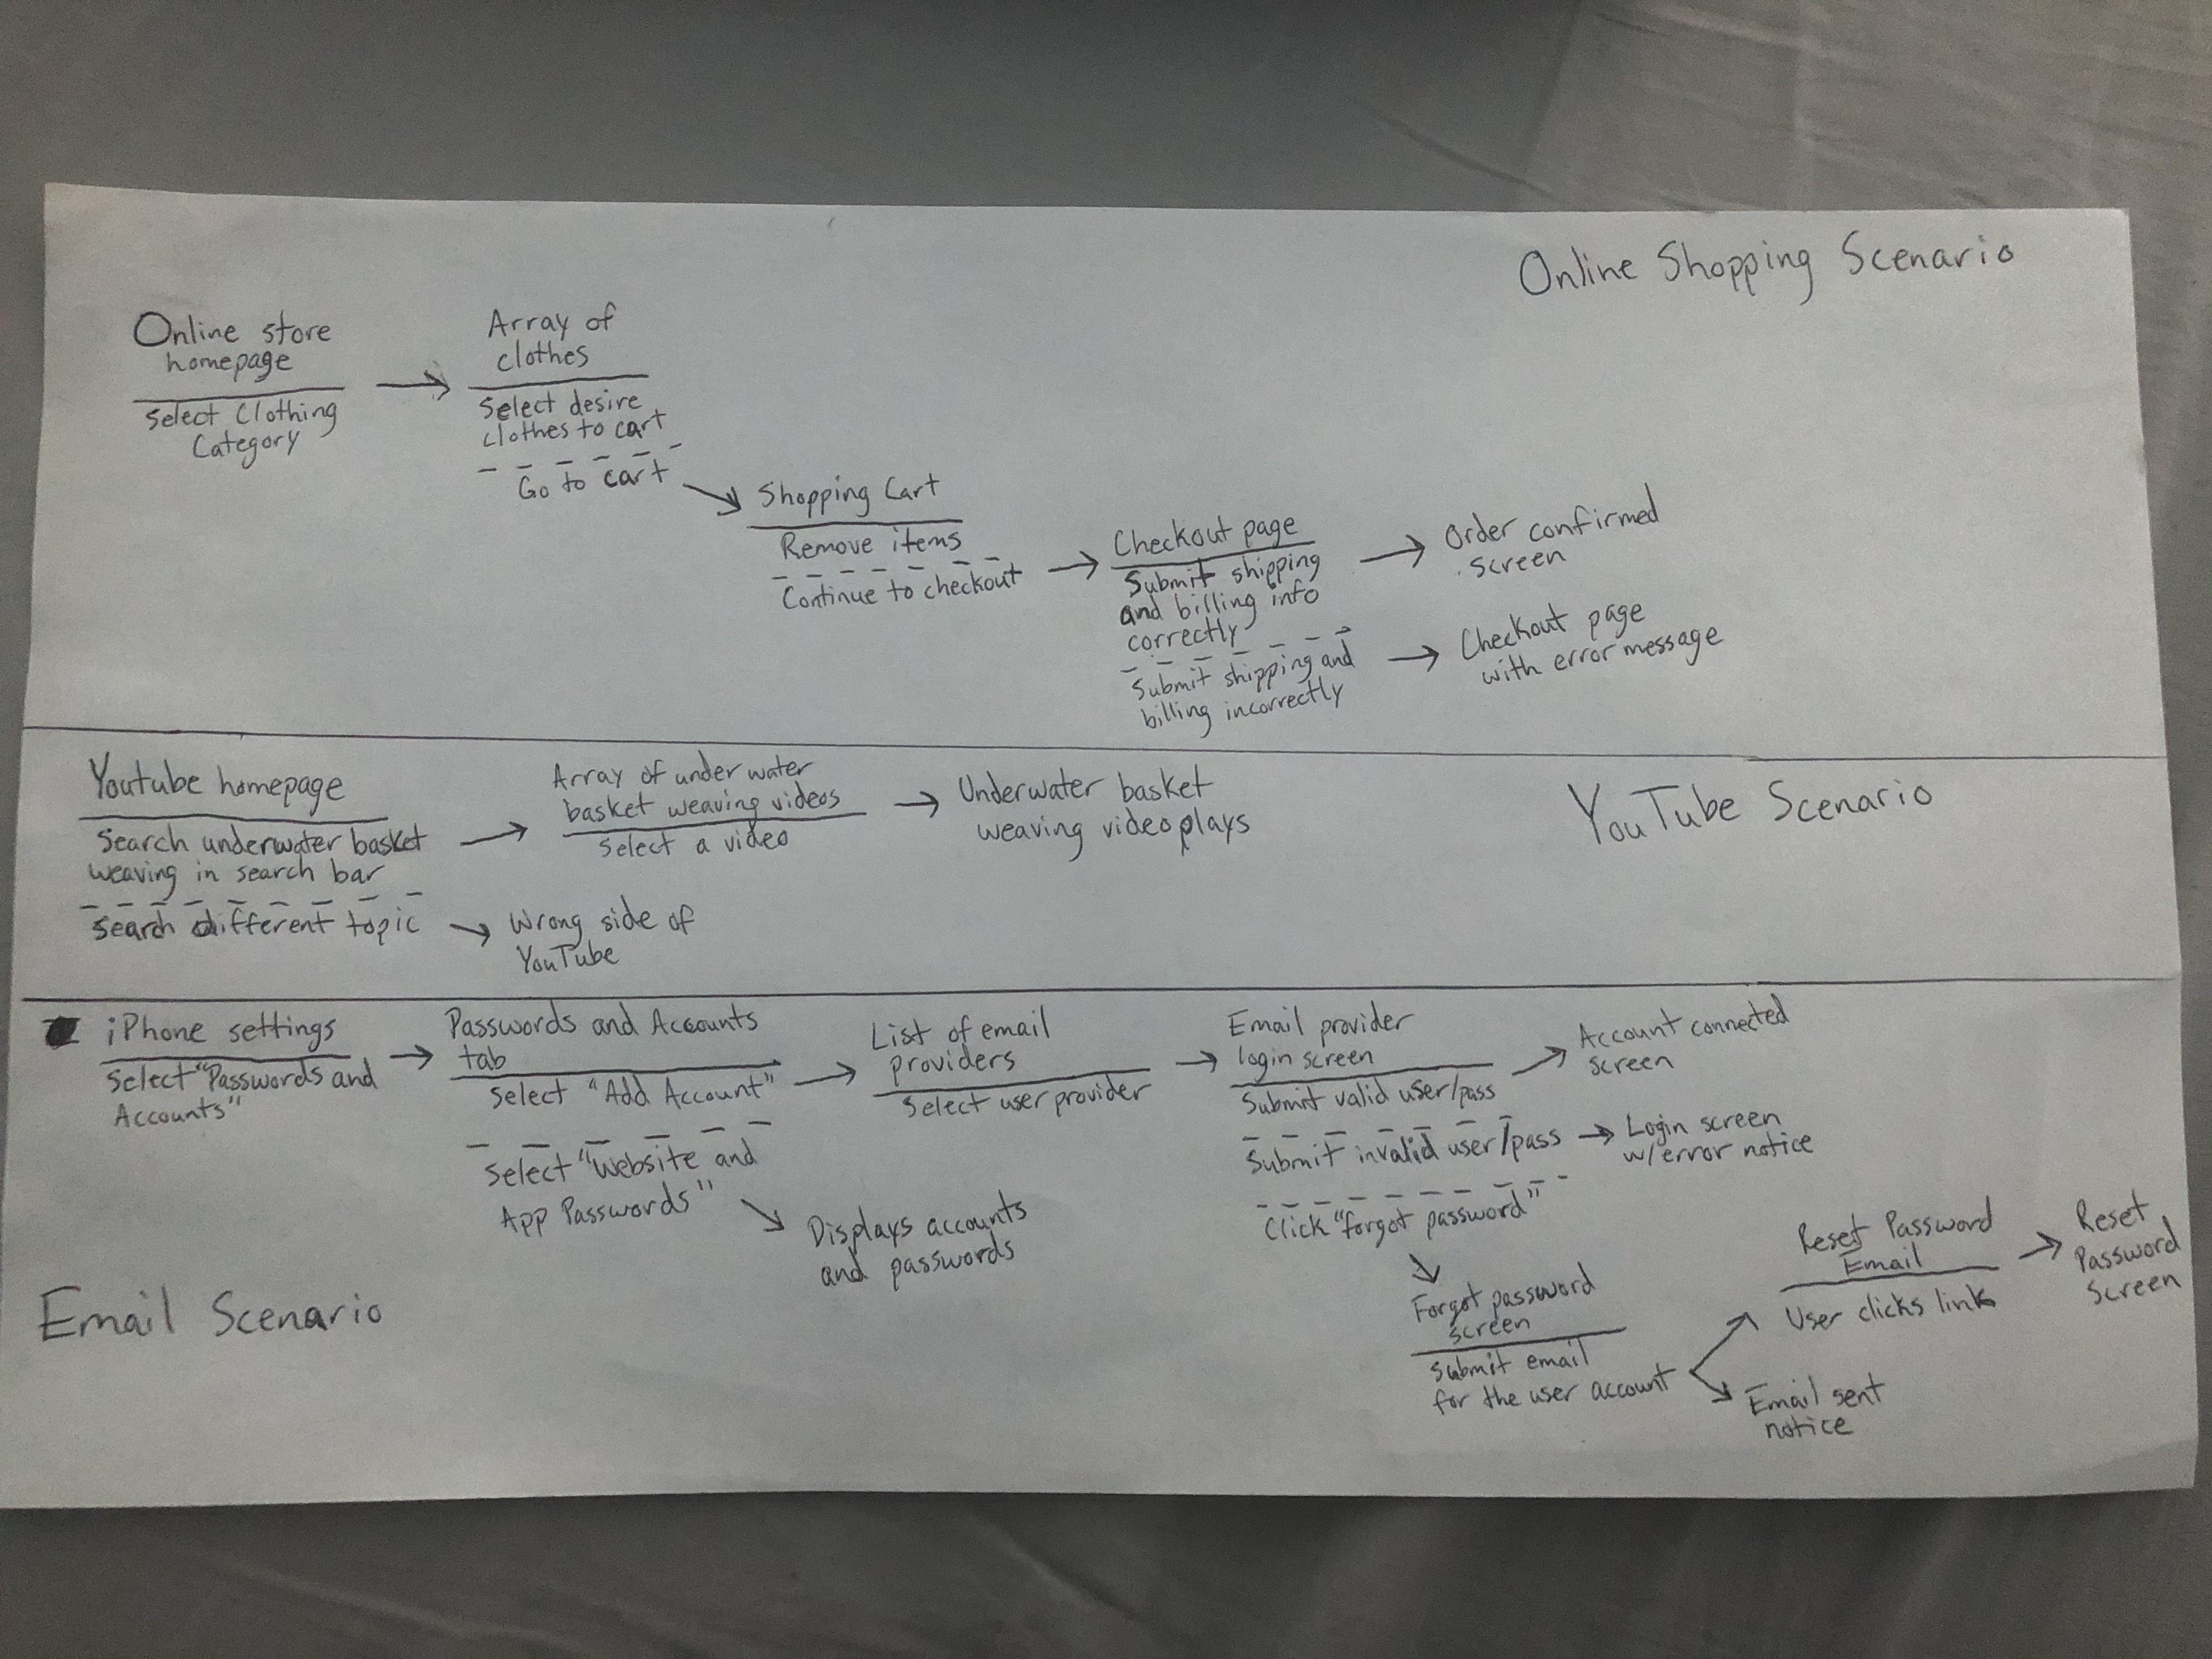 Online Shopping Scenario
Online store
homepage
Select Clothing
Category
Array of
clothes
Select desire
clothes to cart
Go to cart
Shopping Cart
Remove items
Continue to checkout
Checkout page
Submit shipping
and billing info
correctly
Submit shipping and
billing incorrectly
Order confirmed
screen
Checkout page
with error message
YouTube Scenario
Youtube homepage
Search underwater basket
weaving in search bar
Search different topic
Array of under water
basket weaving videos
Select a video
Underwater basket
weaving video plays
Wrong side of
YouTube
Email Scenario
iPhone settings
Select "Passwords and
Accounts"
Passwords and Accounts
tab
Select "Add Account"
Select "Website and
App Passwords"
Displays accounts
and passwords
List of email
providers
Select user provider
Email provider
login screen
Submit valid user/pass
Submit invalid user/pass
Click "forgot password"
Account connected
screen
Login screen
w/error notice
Forgot password
screen
Submit email
for the user account
Email sent
notice
Reset Password
Email
User clicks link
Reset
Password
Screen